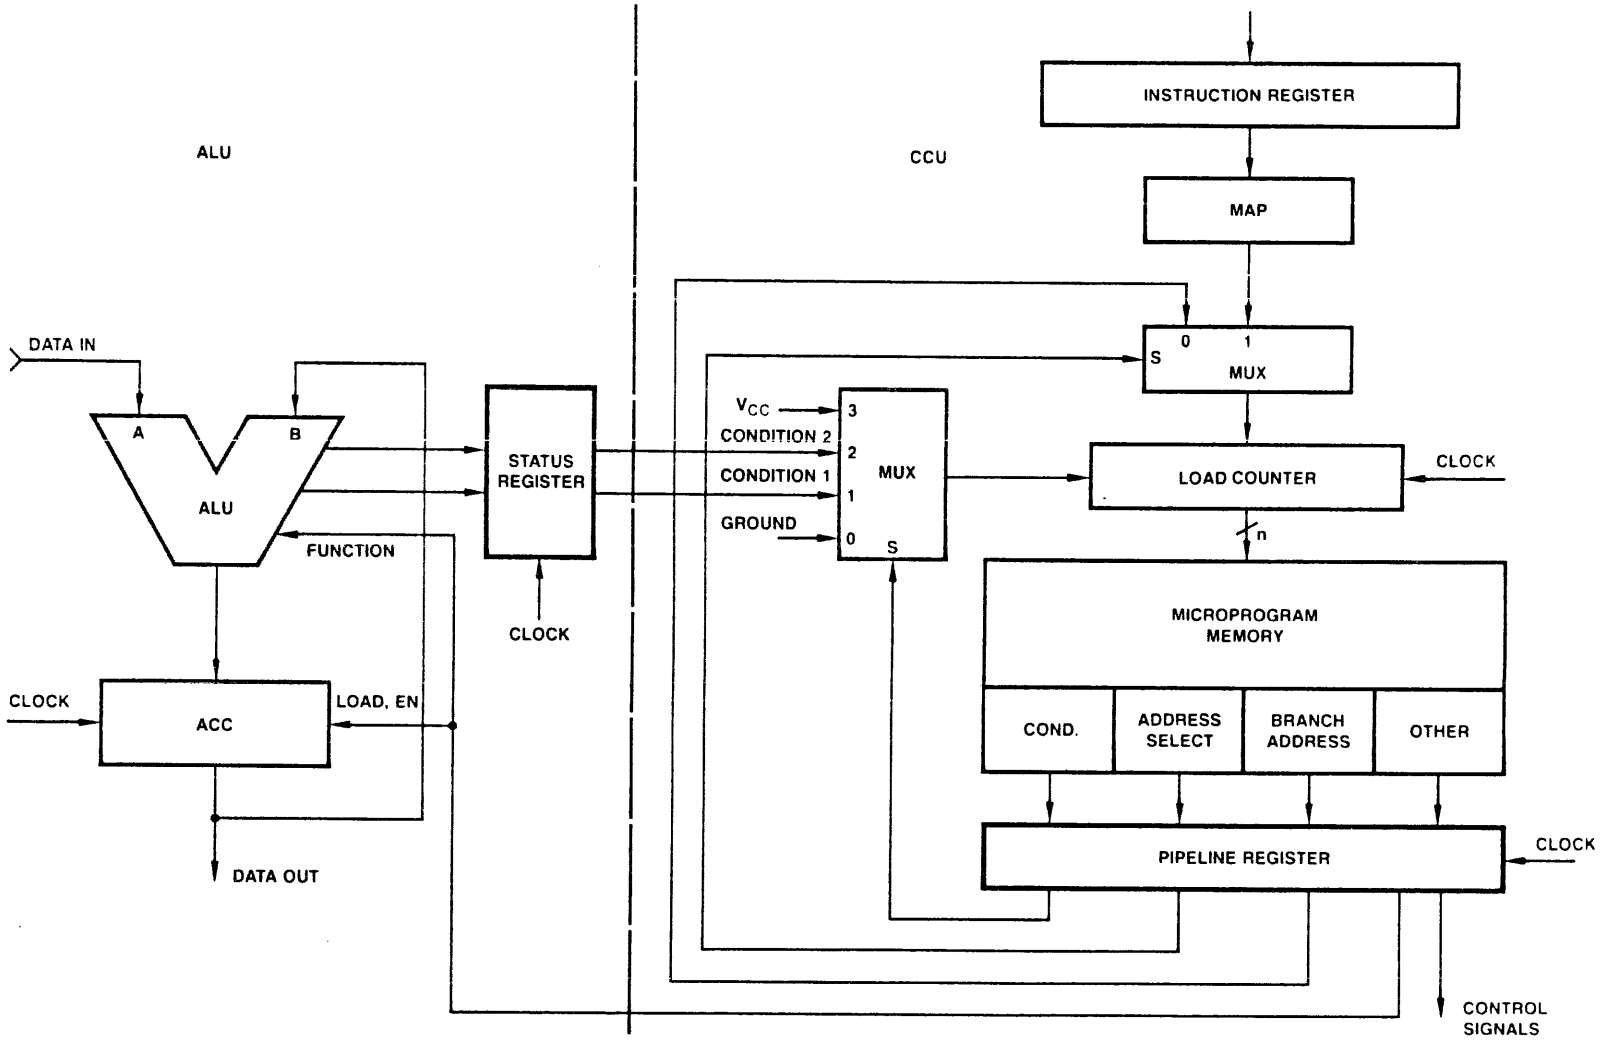 INSTRUCTION REGISTER
ALU
CCU
MAP
DATA IN
0 1
S
MUX
A
B
ALU
FUNCTION
STATUS
REGISTER
CLOCK
VCC
3
CONDITION 2
2
CONDITION 1
1
GROUND
0
MUX
S
LOAD COUNTER
CLOCK
n
MICROPROGRAM
MEMORY
CLOCK
ACC
LOAD, EN
COND.
ADDRESS
SELECT
BRANCH
ADDRESS
OTHER
PIPELINE REGISTER
CLOCK
DATA OUT
CONTROL
SIGNALS